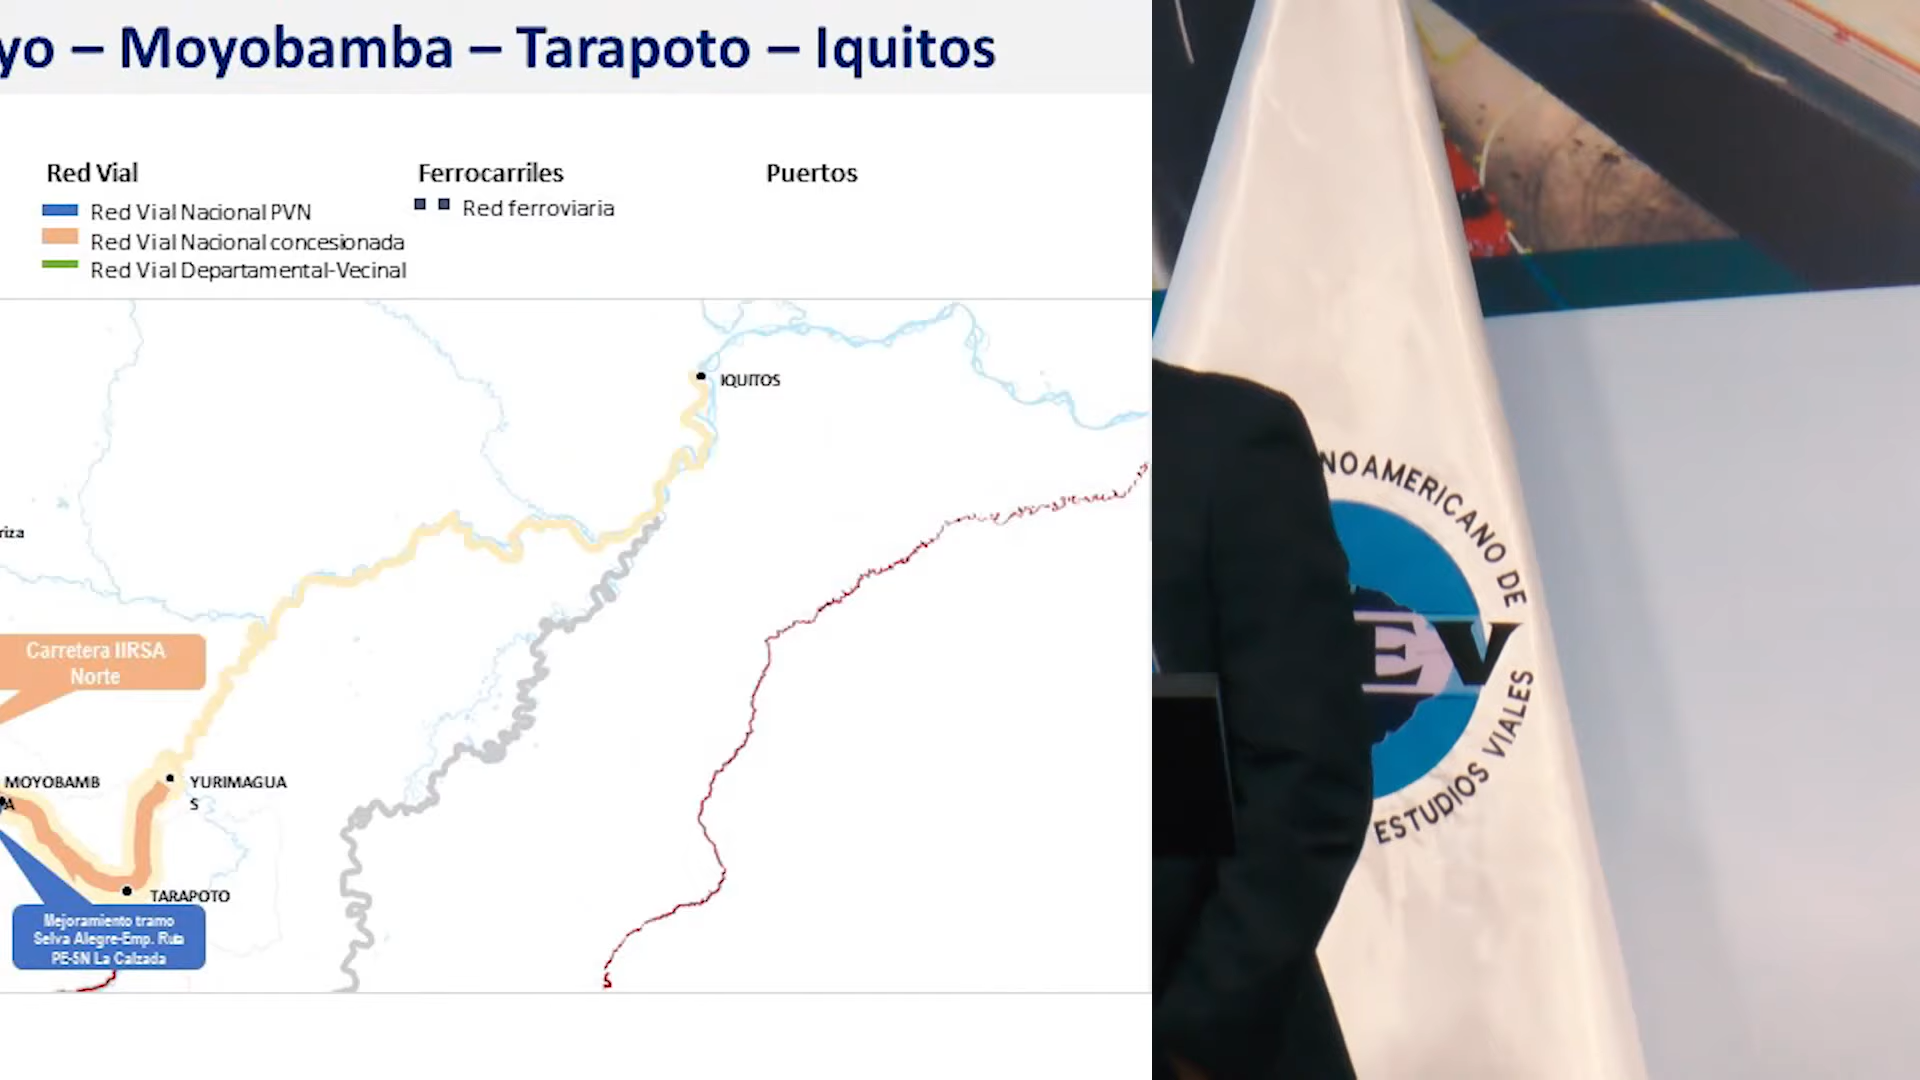 yo – Moyobamba – Tarapoto – Iquitos
Red Vial
Red Vial Nacional PVN
Red Vial Nacional concesionada
Red Vial Departamental-Vecinal
Ferrocarriles
Red ferroviaria
Puertos
IQUITOS
riza
Carretera IIRSA
Norte
MOYOBAMB
A
YURIMAGUA
S
TARAPOTO
Mejoramiento tramo
Selva Alegre-Emp. Ruta
PE-5N La Calzada
NOAMERICANO DE
EV
ESTUDIOS VIALES